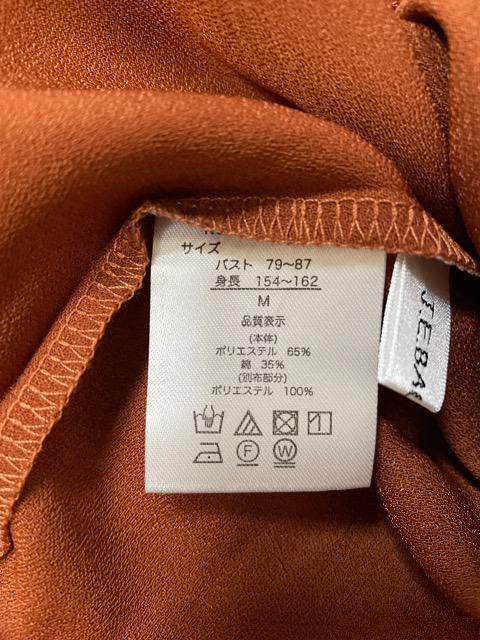 サイズ
バスト 79~87
身長 154~162
M
品質表示
(本体)
ポリエステル 65%
綿 35%
(別布部分)
ポリエステル 100%
F W
J.E.BA